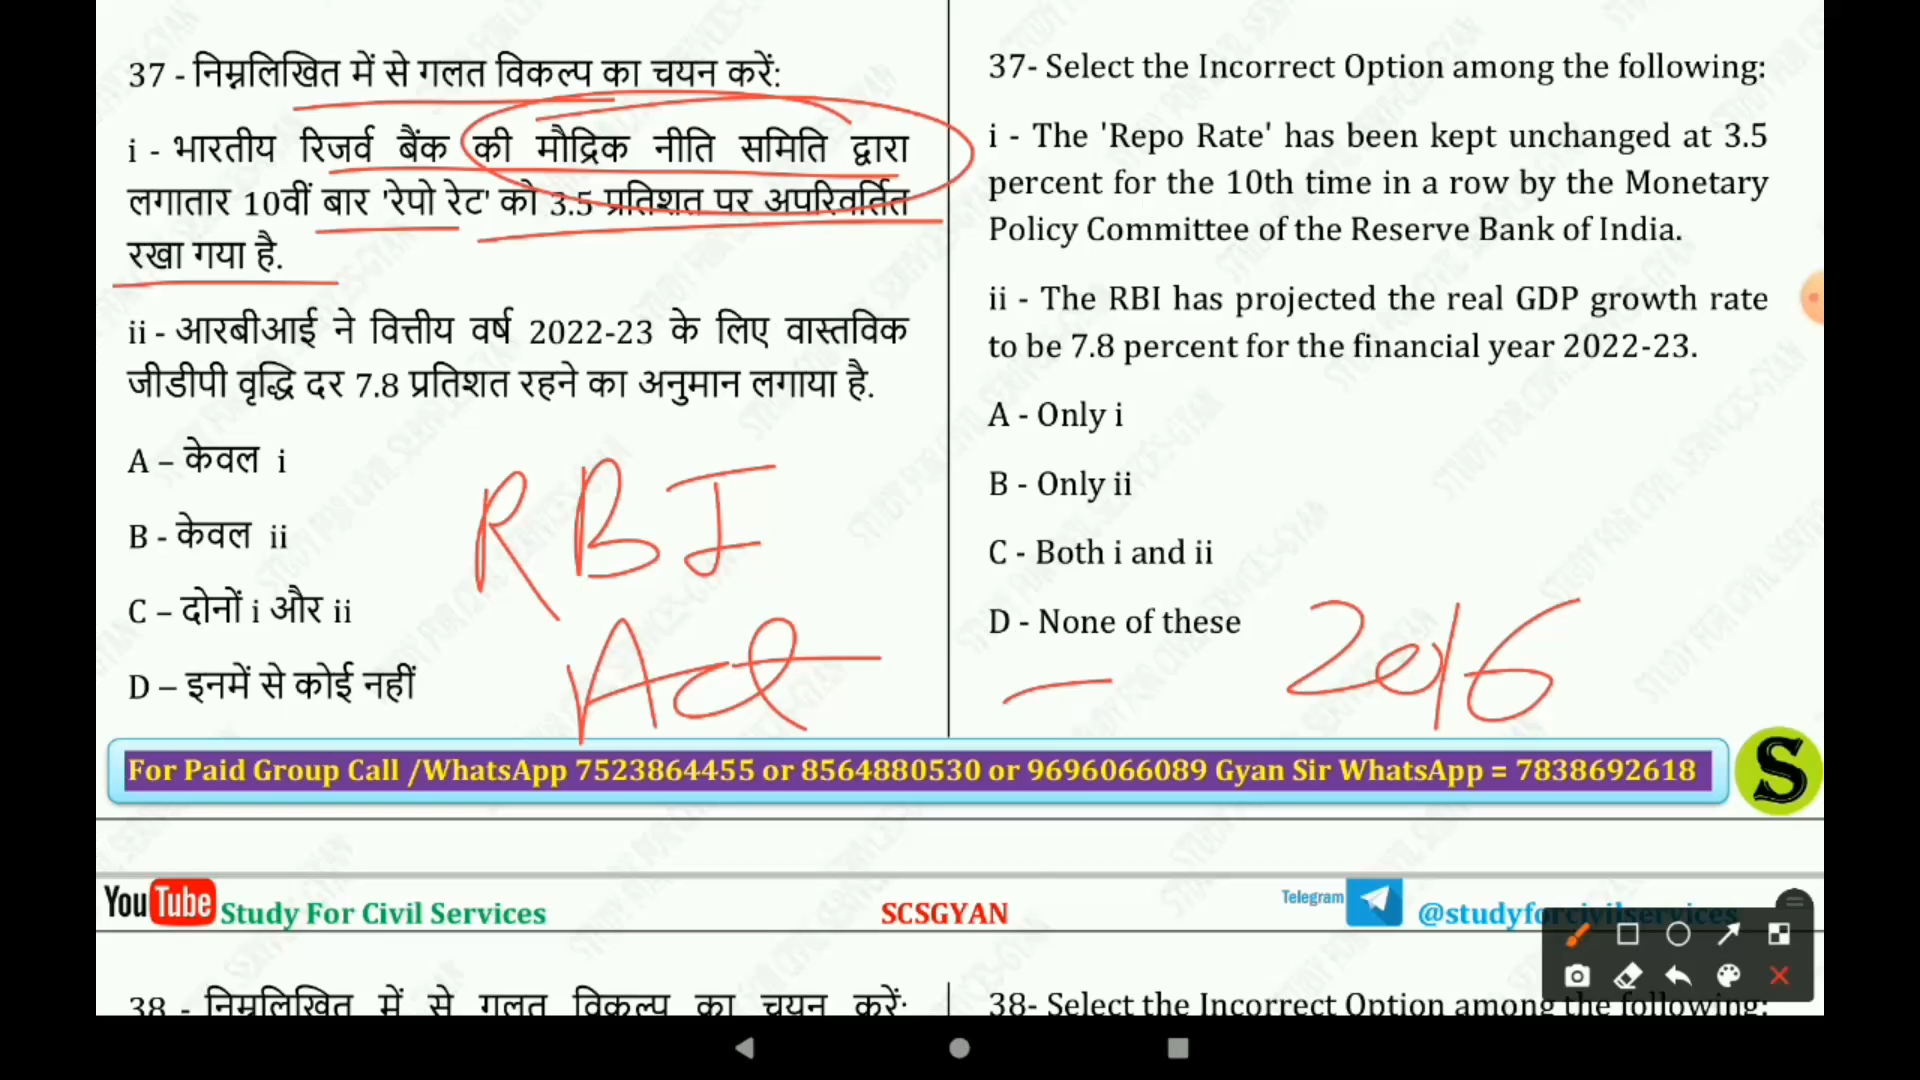 37 - निम्नलिखित में से गलत विकल्प का चयन करें:
i - भारतीय रिजर्व बैंक की मौद्रिक नीति समिति द्वारा
लगातार 10वीं बार 'रेपो रेट' को 3.5 प्रतिशत पर अपरिवर्तित
रखा गया है.
ii - आरबीआई ने वित्तीय वर्ष 2022-23 के लिए वास्तविक
जीडीपी वृद्धि दर 7.8 प्रतिशत रहने का अनुमान लगाया है.
A – केवल i
B - केवल ii
C – दोनों i और ii
D – इनमें से कोई नहीं
RBI
Act
37- Select the Incorrect Option among the following:
i - The 'Repo Rate' has been kept unchanged at 3.5
percent for the 10th time in a row by the Monetary
Policy Committee of the Reserve Bank of India.
ii - The RBI has projected the real GDP growth rate
to be 7.8 percent for the financial year 2022-23.
A - Only i
B - Only ii
C - Both i and ii
D - None of these
2016
For Paid Group Call /WhatsApp 7523864455 or 8564880530 or 9696066089 Gyan Sir WhatsApp = 7838692618
S
YouTube Study For Civil Services
SCSGYAN
Telegram @studyforcivilservices
38 - निम्नलिखित में से गलत विकल्प का चयन करें:
38- Select the Incorrect Option among the following:
STUDY FOR CIVIL SERVICES-GYAN